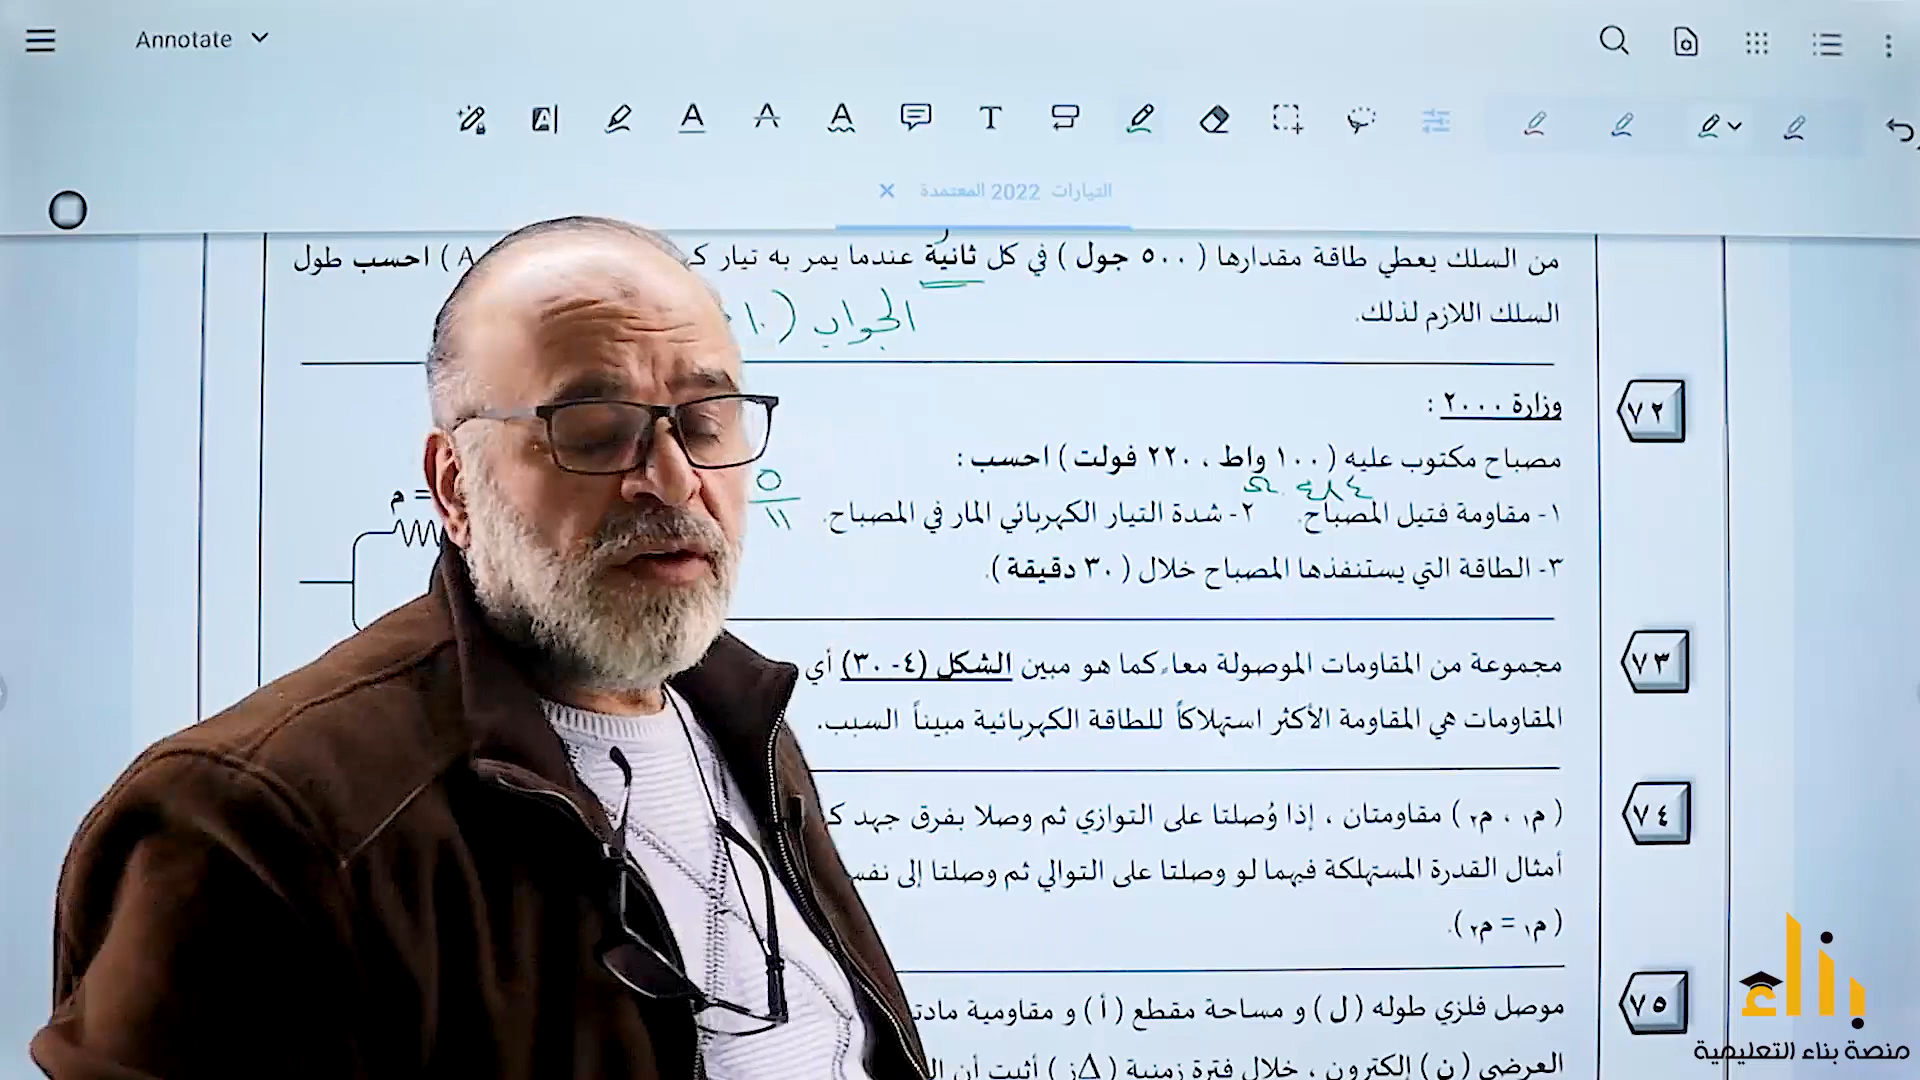 Annotate
التيارات 2022 المعتمدة
من السلك يعطي طاقة مقدارها ( ٥٠٠ جول ) في كل ثانية عندما يمر به تيار A ) احسب طول
السلك اللازم لذلك.
الجواب (
٧٢
وزارة ٢٠٠٠ :
مصباح مكتوب عليه ( ١٠٠ واط ، ٢٢٠ فولت ) احسب :
٤٨٤ Ω
١- مقاومة فتيل المصباح. ٢- شدة التيار الكهربائي المار في المصباح.
٥
١١
م =
٣- الطاقة التي يستنفذها المصباح خلال ( ٣٠ دقيقة ).
٧٣
مجموعة من المقاومات الموصولة معاً كما هو مبين الشكل (٤-٣٠) أي
المقاومات هي المقاومة الأكثر استهلاكاً للطاقة الكهربائية مبيناً السبب.
٧٤
( م١ ، م٢ ) مقاومتان ، إذا وُصلتا على التوازي ثم وصلا بفرق جهد
أمثال القدرة المستهلكة فيهما لو وصلتا على التوالي ثم وصلتا إلى
( م١ = م٢ ).
٧٥
موصل فلزي طوله ( ل ) و مساحة مقطع ( أ ) و مقاومية
العرضي ( ن ) إلكترون ، خلال فترة زمنية ( Δز ) أثبت أن
بناء
منصة بناء التعليمية